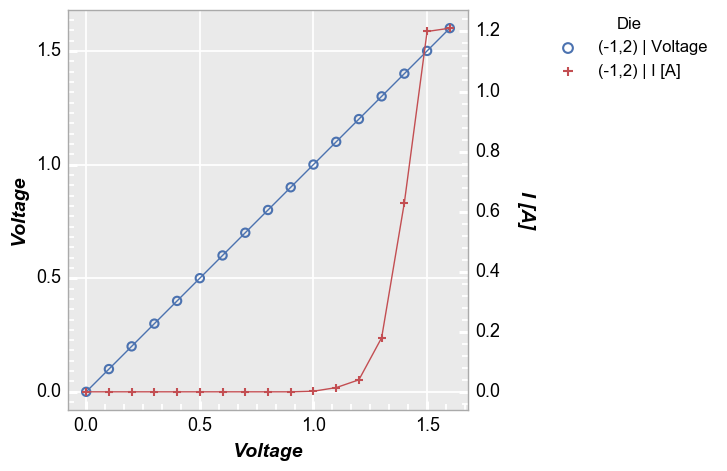 Die
(-1,2) | Voltage
(-1,2) | I [A]
Voltage
1.5
1.0
0.5
0.0
1.2
1.0
0.8
0.6
0.4
0.2
0.0
I [A]
0.0 0.5 1.0 1.5
Voltage